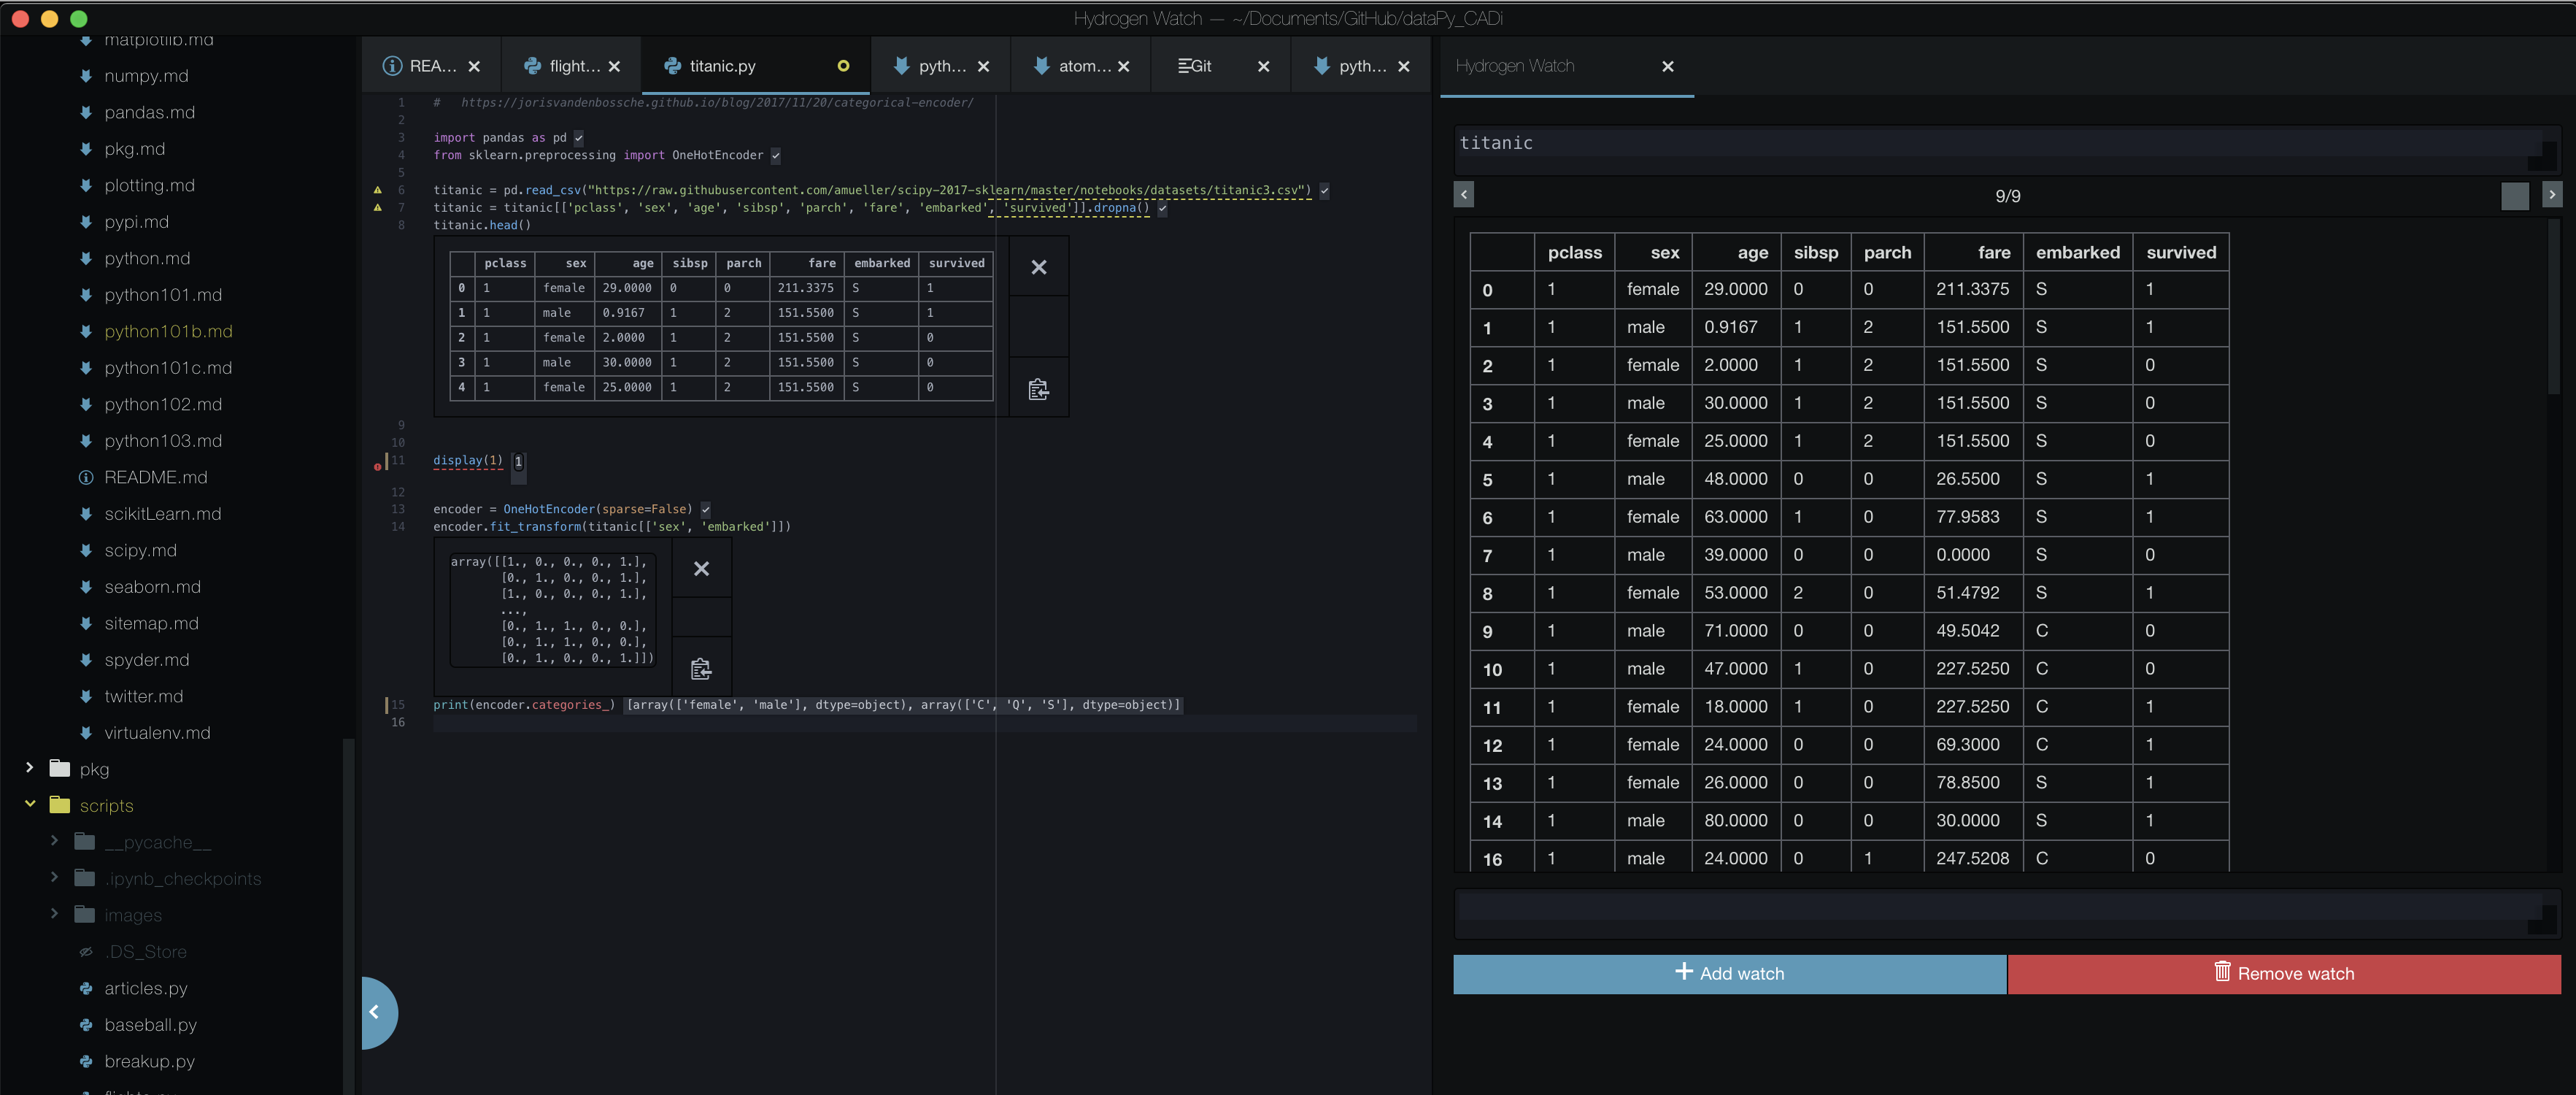 Hydrogen Watch — ~/Documents/GitHub/dataPy_CADi
matplotlib.md
numpy.md
pandas.md
pkg.md
plotting.md
pypi.md
python.md
python101.md
python101b.md
python101c.md
python102.md
python103.md
README.md
scikitLearn.md
scipy.md
seaborn.md
sitemap.md
spyder.md
twitter.md
virtualenv.md
pkg
scripts
__pycache__
.ipynb_checkpoints
images
.DS_Store
articles.py
baseball.py
breakup.py
REA... flight... titanic.py pyth... atom... Git pyth...
1 # https://jorisvandenbossche.github.io/blog/2017/11/20/categorical-encoder/
2
3 import pandas as pd
4 from sklearn.preprocessing import OneHotEncoder
5
6 titanic = pd.read_csv("https://raw.githubusercontent.com/amueller/scipy-2017-sklearn/master/notebooks/datasets/titanic3.csv")
7 titanic = titanic[['pclass', 'sex', 'age', 'sibsp', 'parch', 'fare', 'embarked', 'survived']].dropna()
8 titanic.head()
pclass sex age sibsp parch fare embarked survived
0 1 female 29.0000 0 0 211.3375 S 1
1 1 male 0.9167 1 2 151.5500 S 1
2 1 female 2.0000 1 2 151.5500 S 0
3 1 male 30.0000 1 2 151.5500 S 0
4 1 female 25.0000 1 2 151.5500 S 0
9
10
11 display(1) 1
12
13 encoder = OneHotEncoder(sparse=False)
14 encoder.fit_transform(titanic[['sex', 'embarked']])
array([[1., 0., 0., 0., 1.],
[0., 1., 0., 0., 1.],
[1., 0., 0., 0., 1.],
...,
[0., 1., 1., 0., 0.],
[0., 1., 1., 0., 0.],
[0., 1., 0., 0., 1.]])
15 print(encoder.categories_) [array(['female', 'male'], dtype=object), array(['C', 'Q', 'S'], dtype=object)]
16
Hydrogen Watch
titanic
9/9
pclass sex age sibsp parch fare embarked survived
0 1 female 29.0000 0 0 211.3375 S 1
1 1 male 0.9167 1 2 151.5500 S 1
2 1 female 2.0000 1 2 151.5500 S 0
3 1 male 30.0000 1 2 151.5500 S 0
4 1 female 25.0000 1 2 151.5500 S 0
5 1 male 48.0000 0 0 26.5500 S 1
6 1 female 63.0000 1 0 77.9583 S 1
7 1 male 39.0000 0 0 0.0000 S 0
8 1 female 53.0000 2 0 51.4792 S 1
9 1 male 71.0000 0 0 49.5042 C 0
10 1 male 47.0000 1 0 227.5250 C 0
11 1 female 18.0000 1 0 227.5250 C 1
12 1 female 24.0000 0 0 69.3000 C 1
13 1 female 26.0000 0 0 78.8500 S 1
14 1 male 80.0000 0 0 30.0000 S 1
16 1 male 24.0000 0 1 247.5208 C 0
Add watch
Remove watch